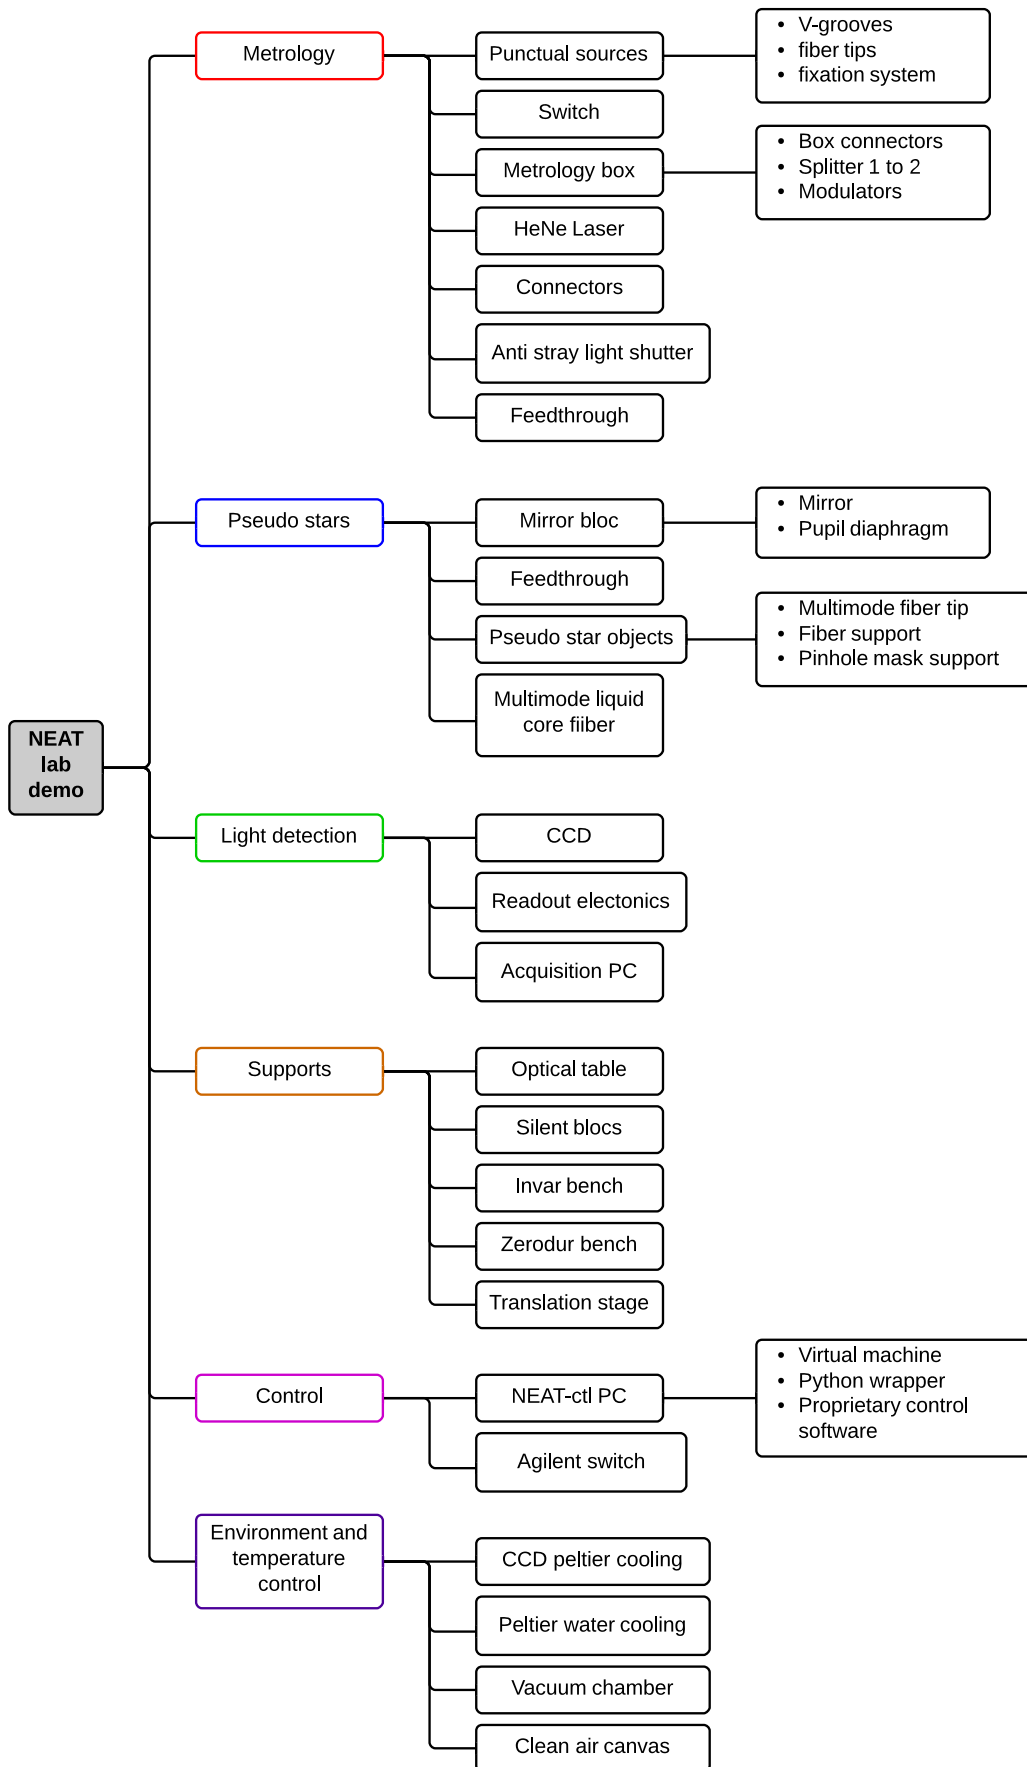 NEAT
lab
demo
Metrology
Punctual sources
• V-grooves
• fiber tips
• fixation system
Switch
Metrology box
• Box connectors
• Splitter 1 to 2
• Modulators
HeNe Laser
Connectors
Anti stray light shutter
Feedthrough
Pseudo stars
Mirror bloc
• Mirror
• Pupil diaphragm
Feedthrough
Pseudo star objects
• Multimode fiber tip
• Fiber support
• Pinhole mask support
Multimode liquid
core fiiber
Light detection
CCD
Readout electonics
Acquisition PC
Supports
Optical table
Silent blocs
Invar bench
Zerodur bench
Translation stage
Control
NEAT-ctl PC
• Virtual machine
• Python wrapper
• Proprietary control
software
Agilent switch
Environment and
temperature
control
CCD peltier cooling
Peltier water cooling
Vacuum chamber
Clean air canvas